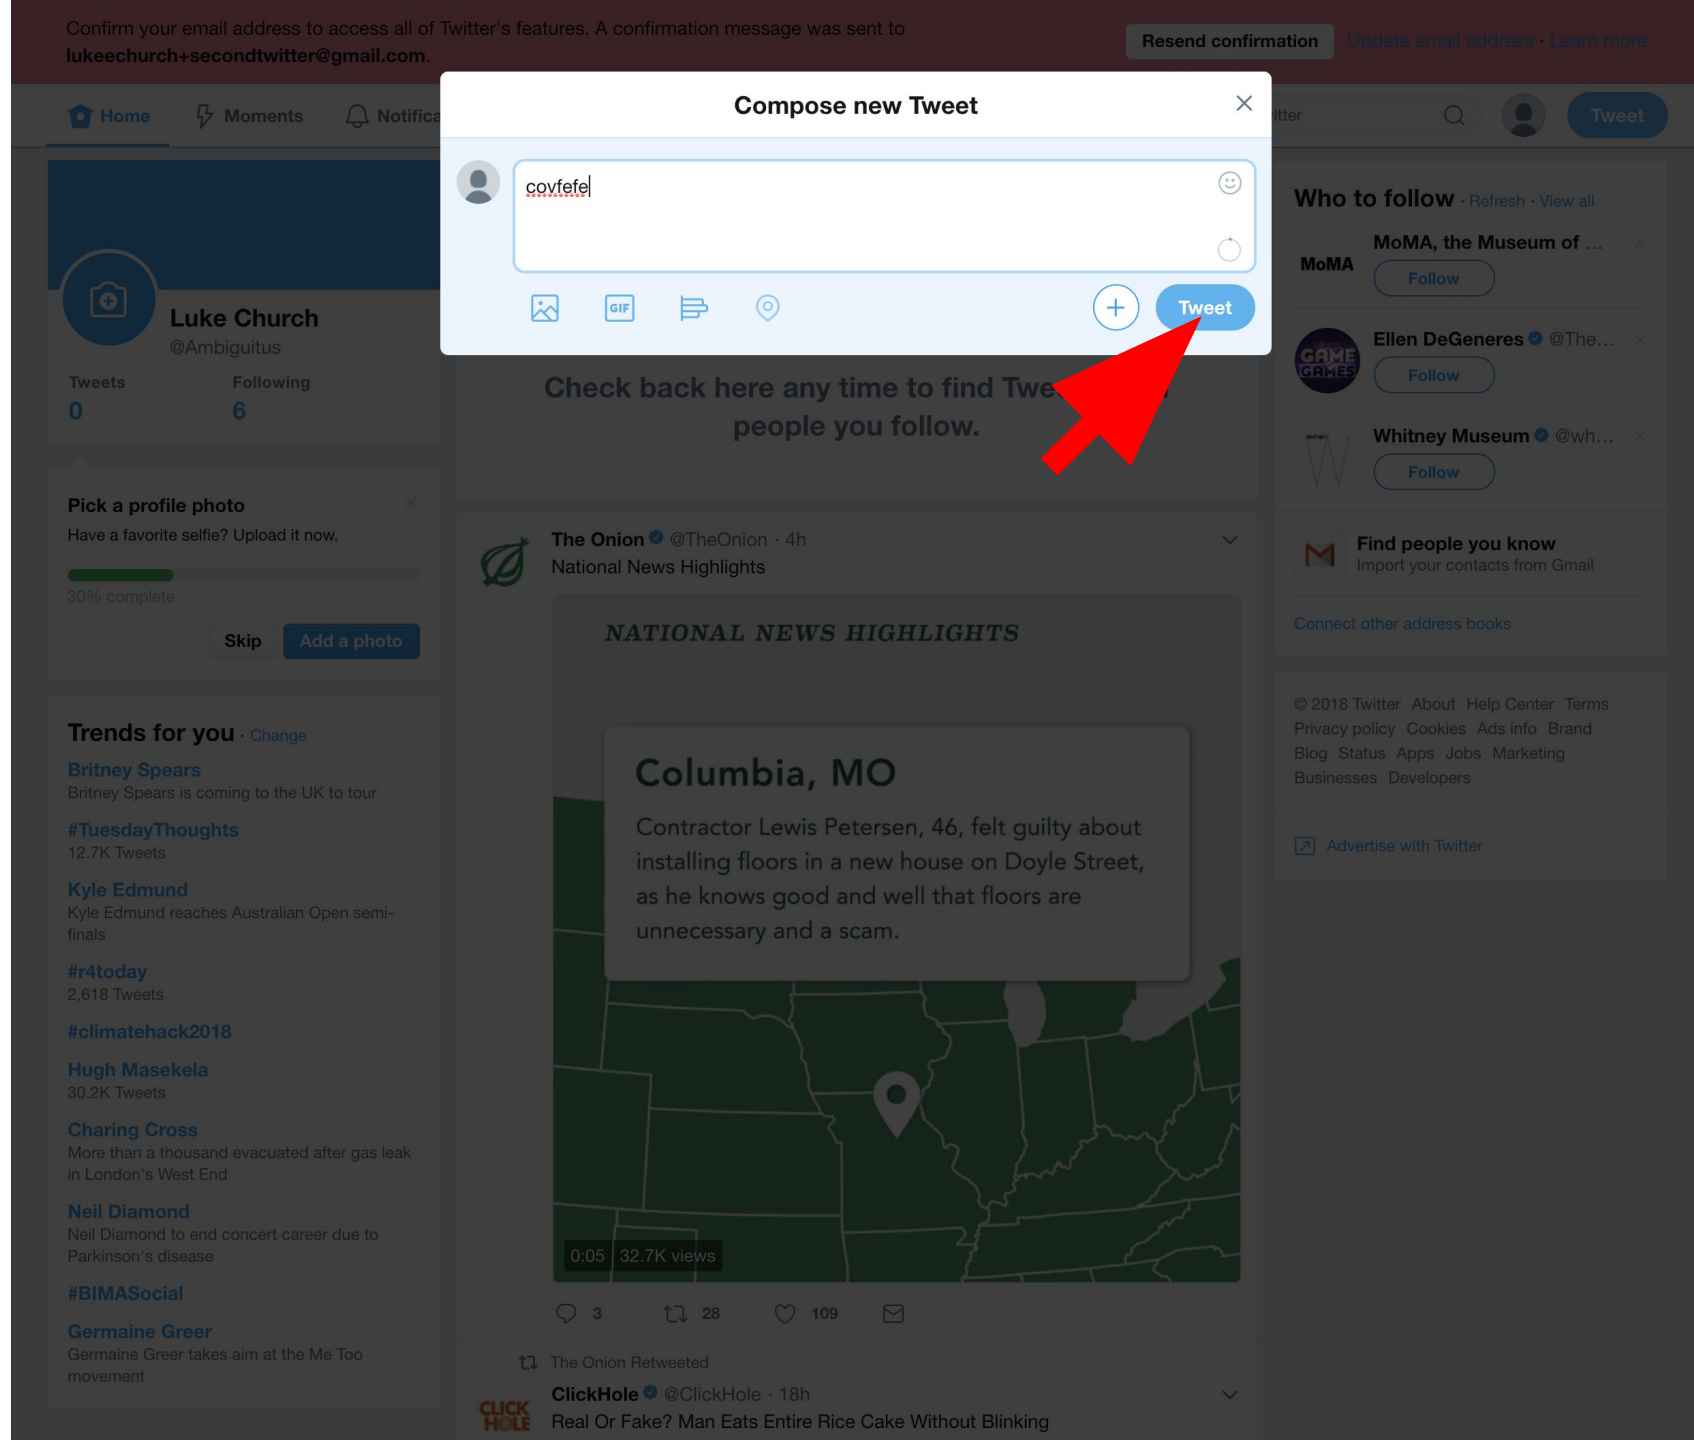 Confirm your email address to access all of Twitter's features. A confirmation message was sent to
lukeechurch+secondtwitter@gmail.com.
Resend confirmation
Update email address · Learn more
Home
Moments
Notifica
Compose new Tweet
itter
Tweet
covfefe
GIF
Tweet
Luke Church
@Ambiguitus
Tweets
0
Following
6
Pick a profile photo
Have a favorite selfie? Upload it now.
30% complete
Skip
Add a photo
Trends for you · Change
Britney Spears
Britney Spears is coming to the UK to tour
#TuesdayThoughts
12.7K Tweets
Kyle Edmund
Kyle Edmund reaches Australian Open semi-
finals
#r4today
2,618 Tweets
#climatehack2018
Hugh Masekela
30.2K Tweets
Charing Cross
More than a thousand evacuated after gas leak
in London's West End
Neil Diamond
Neil Diamond to end concert career due to
Parkinson's disease
#BIMASocial
Germaine Greer
Germaine Greer takes aim at the Me Too
movement
Check back here any time to find Twe
people you follow.
The Onion @TheOnion · 4h
National News Highlights
NATIONAL NEWS HIGHLIGHTS
Columbia, MO
Contractor Lewis Petersen, 46, felt guilty about
installing floors in a new house on Doyle Street,
as he knows good and well that floors are
unnecessary and a scam.
0:05
32.7K views
3
28
109
The Onion Retweeted
ClickHole @ClickHole · 18h
CLICK
HOLE
Real Or Fake? Man Eats Entire Rice Cake Without Blinking
Who to follow · Refresh · View all
MoMA, the Museum of ...
MoMA
Follow
Ellen DeGeneres @The...
GAME
GAMES
Follow
Whitney Museum @wh...
Follow
Find people you know
Import your contacts from Gmail
Connect other address books
© 2018 Twitter About Help Center Terms
Privacy policy Cookies Ads info Brand
Blog Status Apps Jobs Marketing
Businesses Developers
Advertise with Twitter